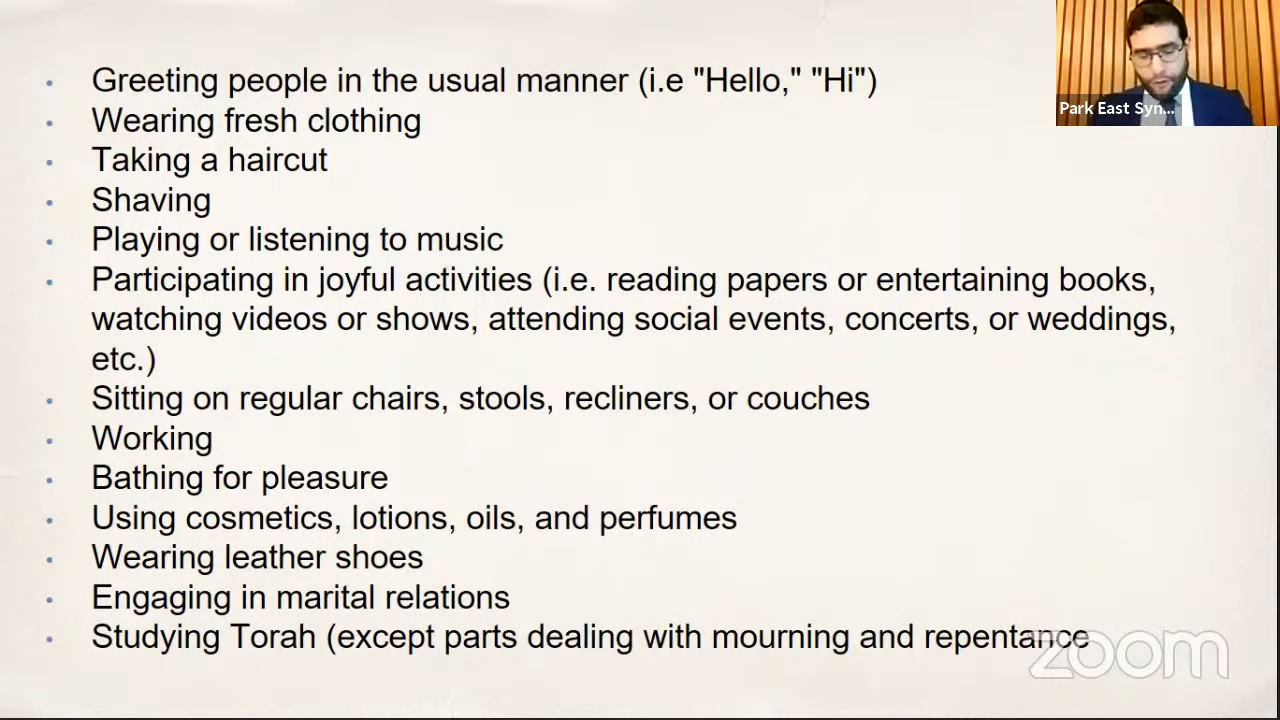 • Greeting people in the usual manner (i.e "Hello," "Hi")
• Wearing fresh clothing
• Taking a haircut
• Shaving
• Playing or listening to music
• Participating in joyful activities (i.e. reading papers or entertaining books,
watching videos or shows, attending social events, concerts, or weddings,
etc.)
• Sitting on regular chairs, stools, recliners, or couches
• Working
• Bathing for pleasure
• Using cosmetics, lotions, oils, and perfumes
• Wearing leather shoes
• Engaging in marital relations
• Studying Torah (except parts dealing with mourning and repentance
Park East Syn...
zoom